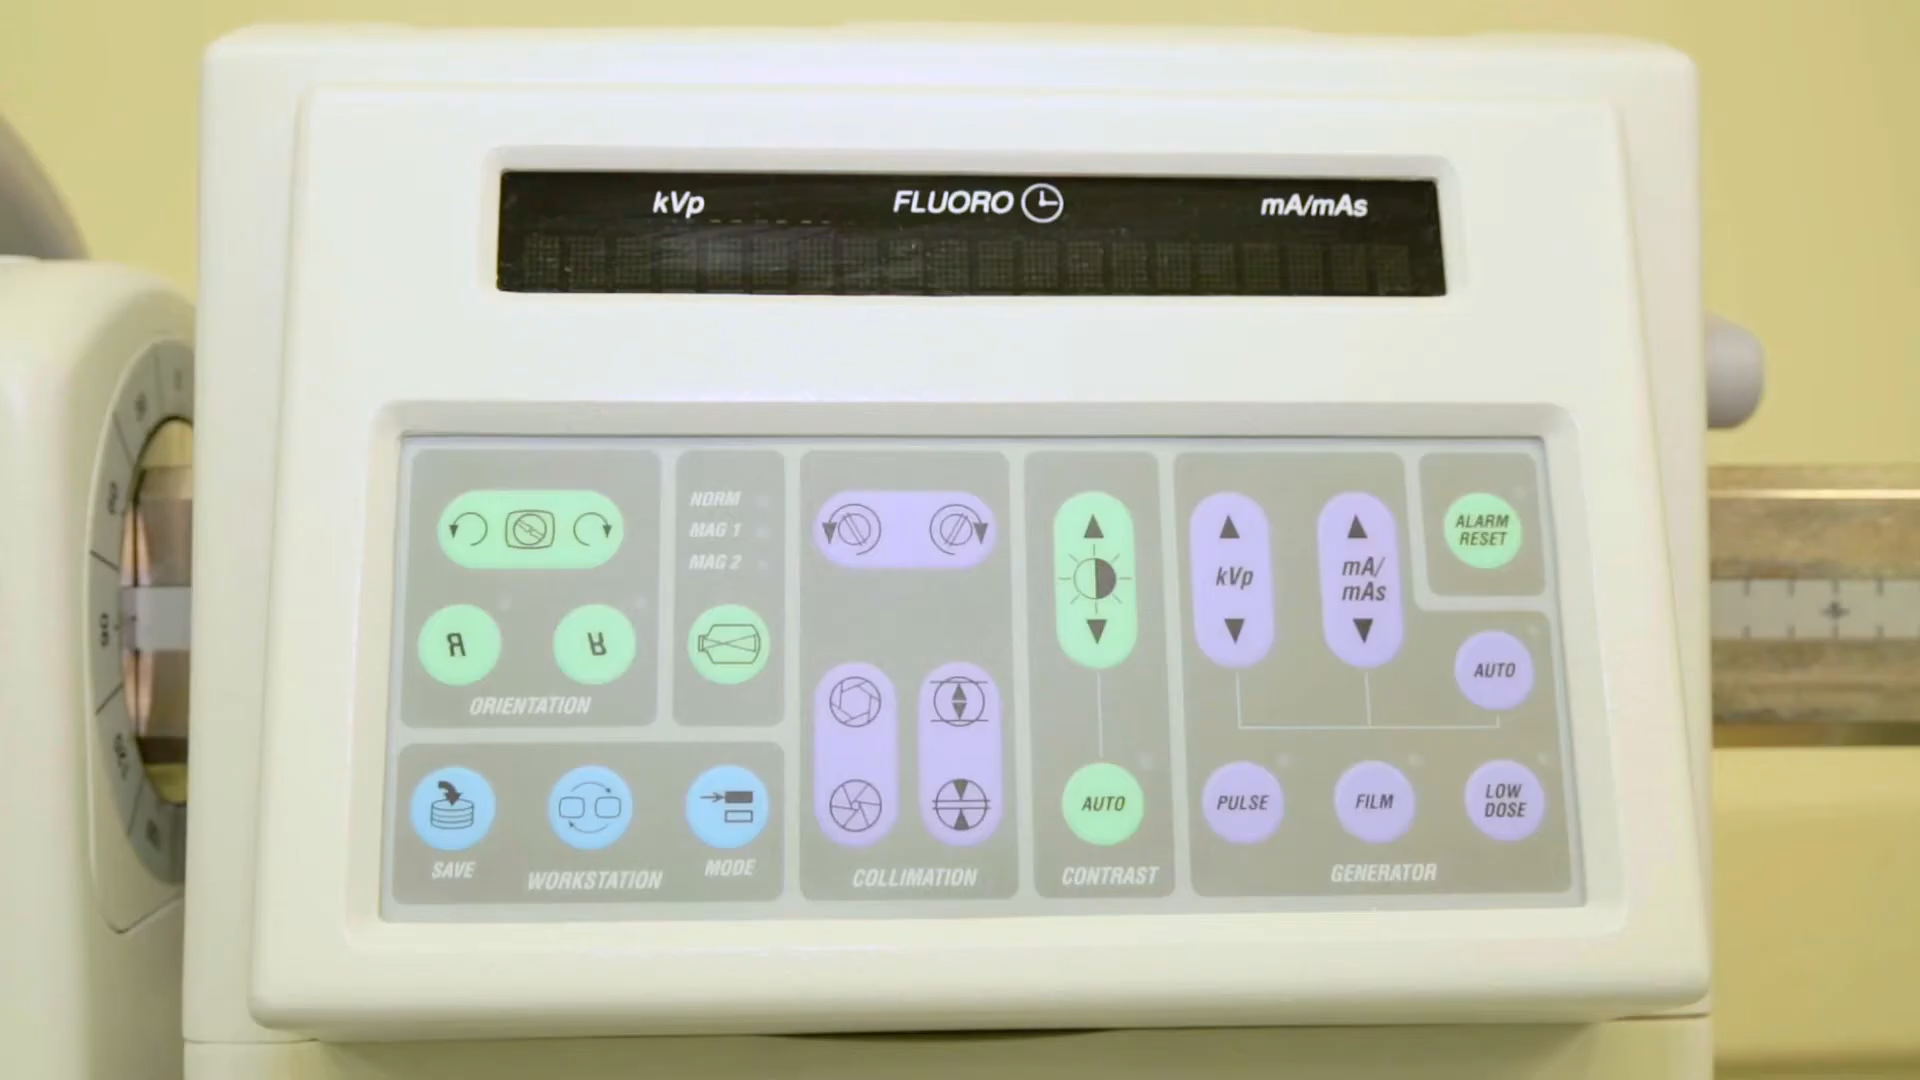 kVp
FLUORO
mA/mAs
NORM
MAG 1
MAG 2
ORIENTATION
SAVE
WORKSTATION
MODE
COLLIMATION
AUTO
CONTRAST
kVp
mA/
mAs
ALARM
RESET
AUTO
PULSE
FILM
LOW
DOSE
GENERATOR